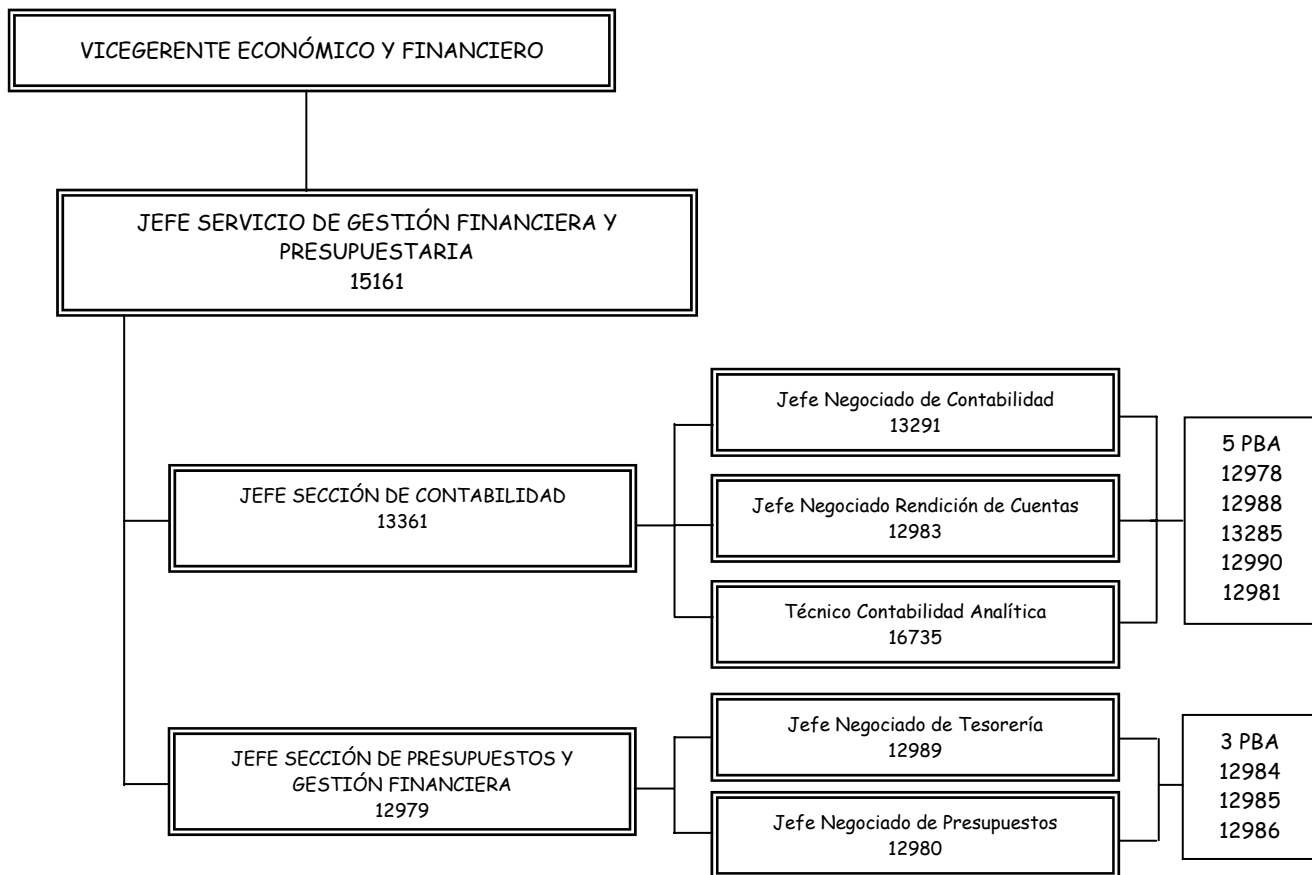 VICEGERENTE ECONÓMICO Y FINANCIERO
JEFE SERVICIO DE GESTIÓN FINANCIERA Y
PRESUPUESTARIA
15161
JEFE SECCIÓN DE CONTABILIDAD
13361
Jefe Negociado de Contabilidad
13291
Jefe Negociado Rendición de Cuentas
12983
Técnico Contabilidad Analítica
16735
5 PBA
12978
12988
13285
12990
12981
JEFE SECCIÓN DE PRESUPUESTOS Y
GESTIÓN FINANCIERA
12979
Jefe Negociado de Tesorería
12989
Jefe Negociado de Presupuestos
12980
3 PBA
12984
12985
12986